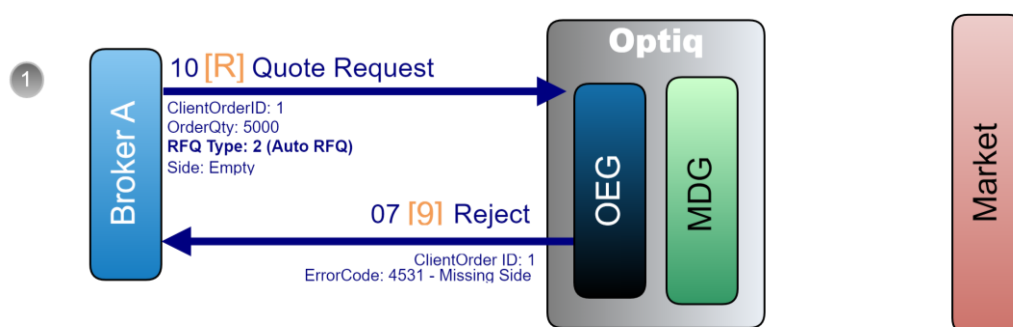 1
Broker A
10 [R] Quote Request
ClientOrderID: 1
OrderQty: 5000
RFQ Type: 2 (Auto RFQ)
Side: Empty
07 [9] Reject
ClientOrder ID: 1
ErrorCode: 4531 - Missing Side
Optiq
OEG
MDG
Market